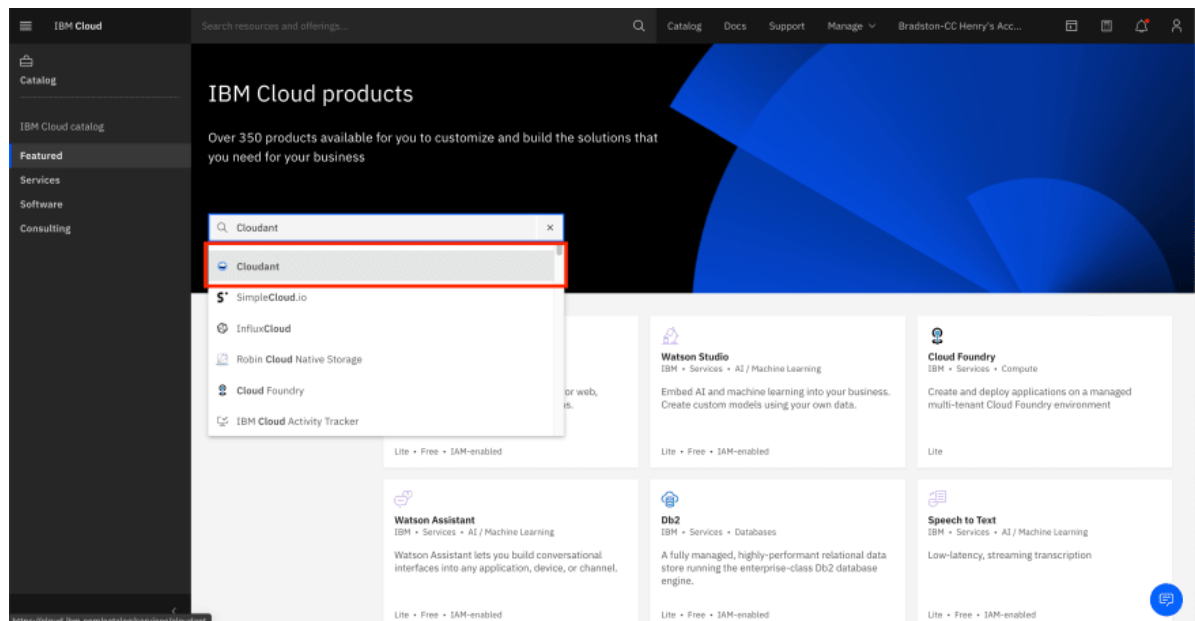 IBM Cloud
Search resources and offerings...
Catalog
Docs
Support
Manage
Bradston-CC Henry's Acc...
Catalog
IBM Cloud catalog
Featured
Services
Software
Consulting
IBM Cloud products
Over 350 products available for you to customize and build the solutions that
you need for your business
Cloudant
Cloudant
SimpleCloud.io
InfluxCloud
Robin Cloud Native Storage
Cloud Foundry
IBM Cloud Activity Tracker
or web,
Lite • Free • IAM-enabled
Watson Studio
IBM • Services • AI / Machine Learning
Embed AI and machine learning into your business.
Create custom models using your own data.
Lite • Free • IAM-enabled
Cloud Foundry
IBM • Services • Compute
Create and deploy applications on a managed
multi-tenant Cloud Foundry environment
Lite
Watson Assistant
IBM • Services • AI / Machine Learning
Watson Assistant lets you build conversational
interfaces into any application, device, or channel.
Lite • Free • IAM-enabled
Db2
IBM • Services • Databases
A fully managed, highly-performant relational data
store running the enterprise-class Db2 database
engine.
Lite • Free • IAM-enabled
Speech to Text
IBM • Services • AI / Machine Learning
Low-latency, streaming transcription
Lite • Free • IAM-enabled